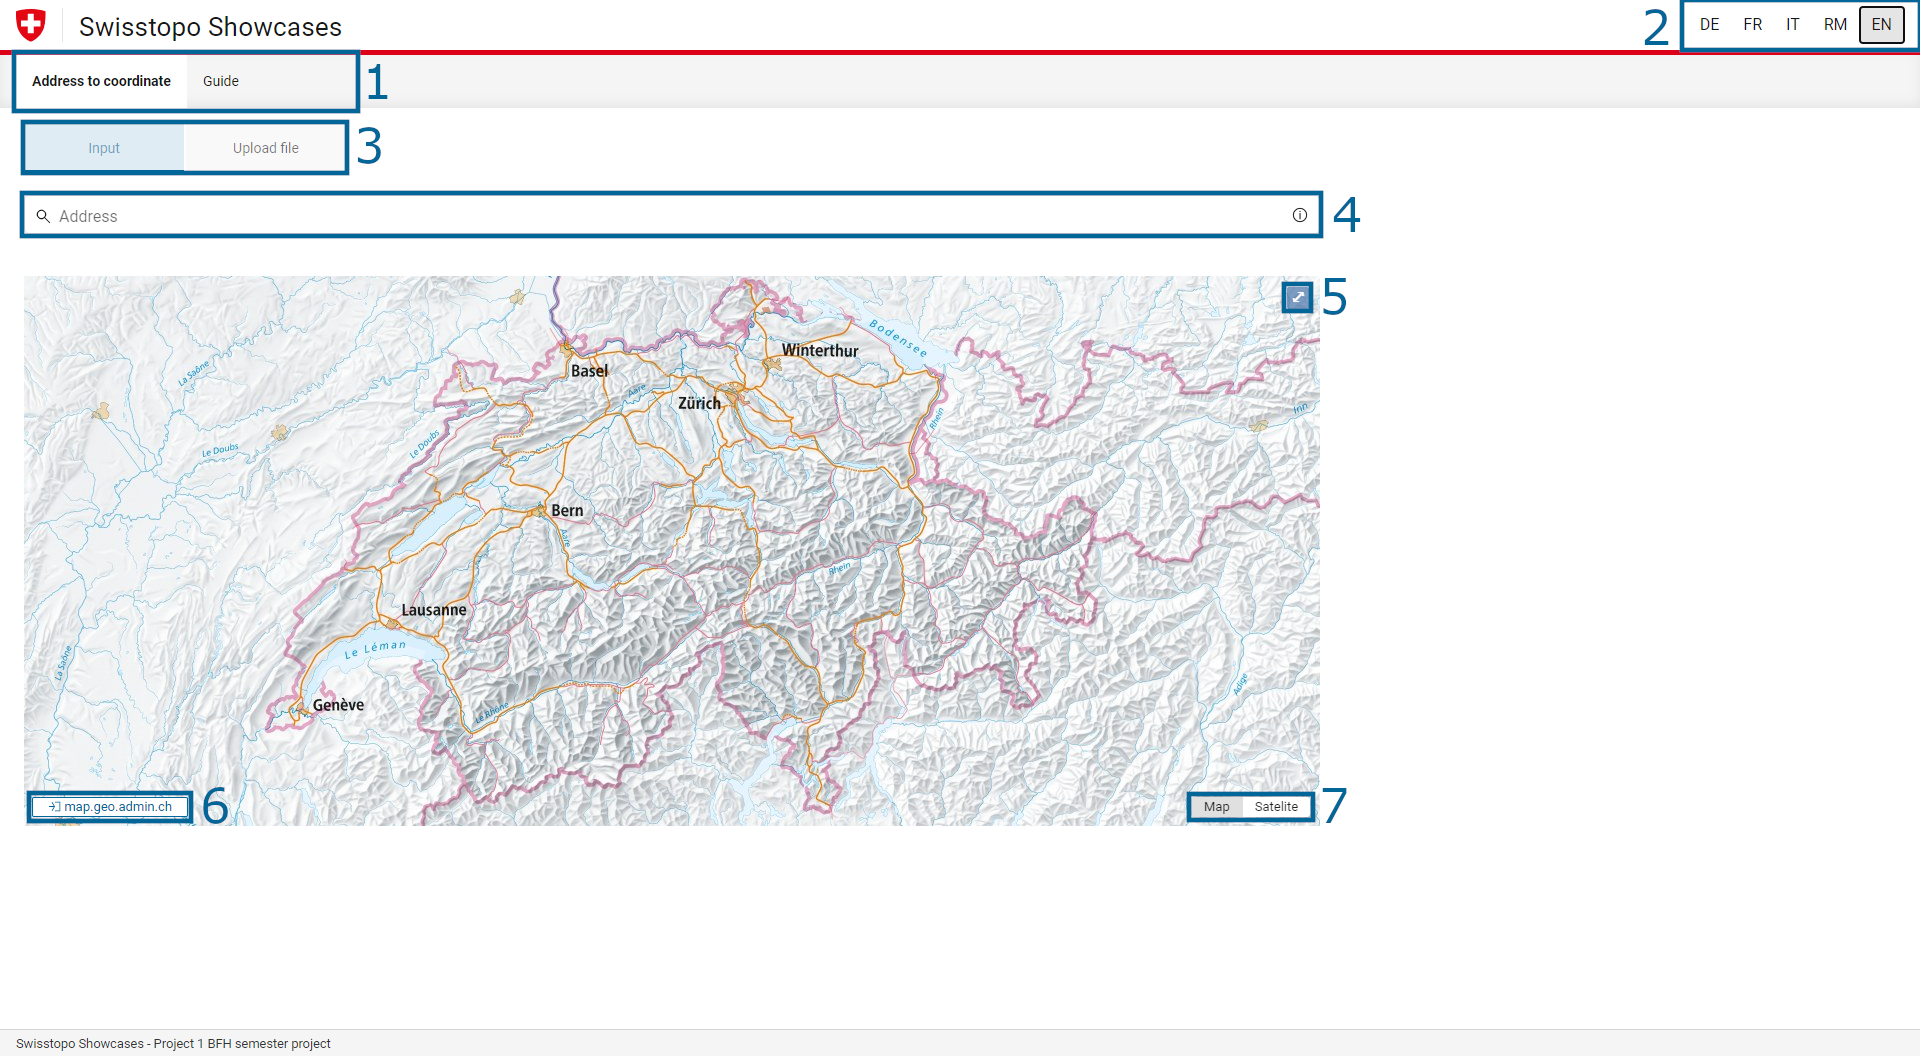 Swisstopo Showcases
2
DE FR IT RM EN
Address to coordinate Guide
1
Input Upload file
3
Address
4
5
Bodensee
Winterthur
Basel
La Saône
Aare
Zürich
Rhein
Inn
Le Doubs
Le Doubs
Bern
Aare
Rhein
Lausanne
Le Léman
La Saône
Adige
Genève
Le Rhône
map.geo.admin.ch
6
Map Satelite
7
Swisstopo Showcases - Project 1 BFH semester project